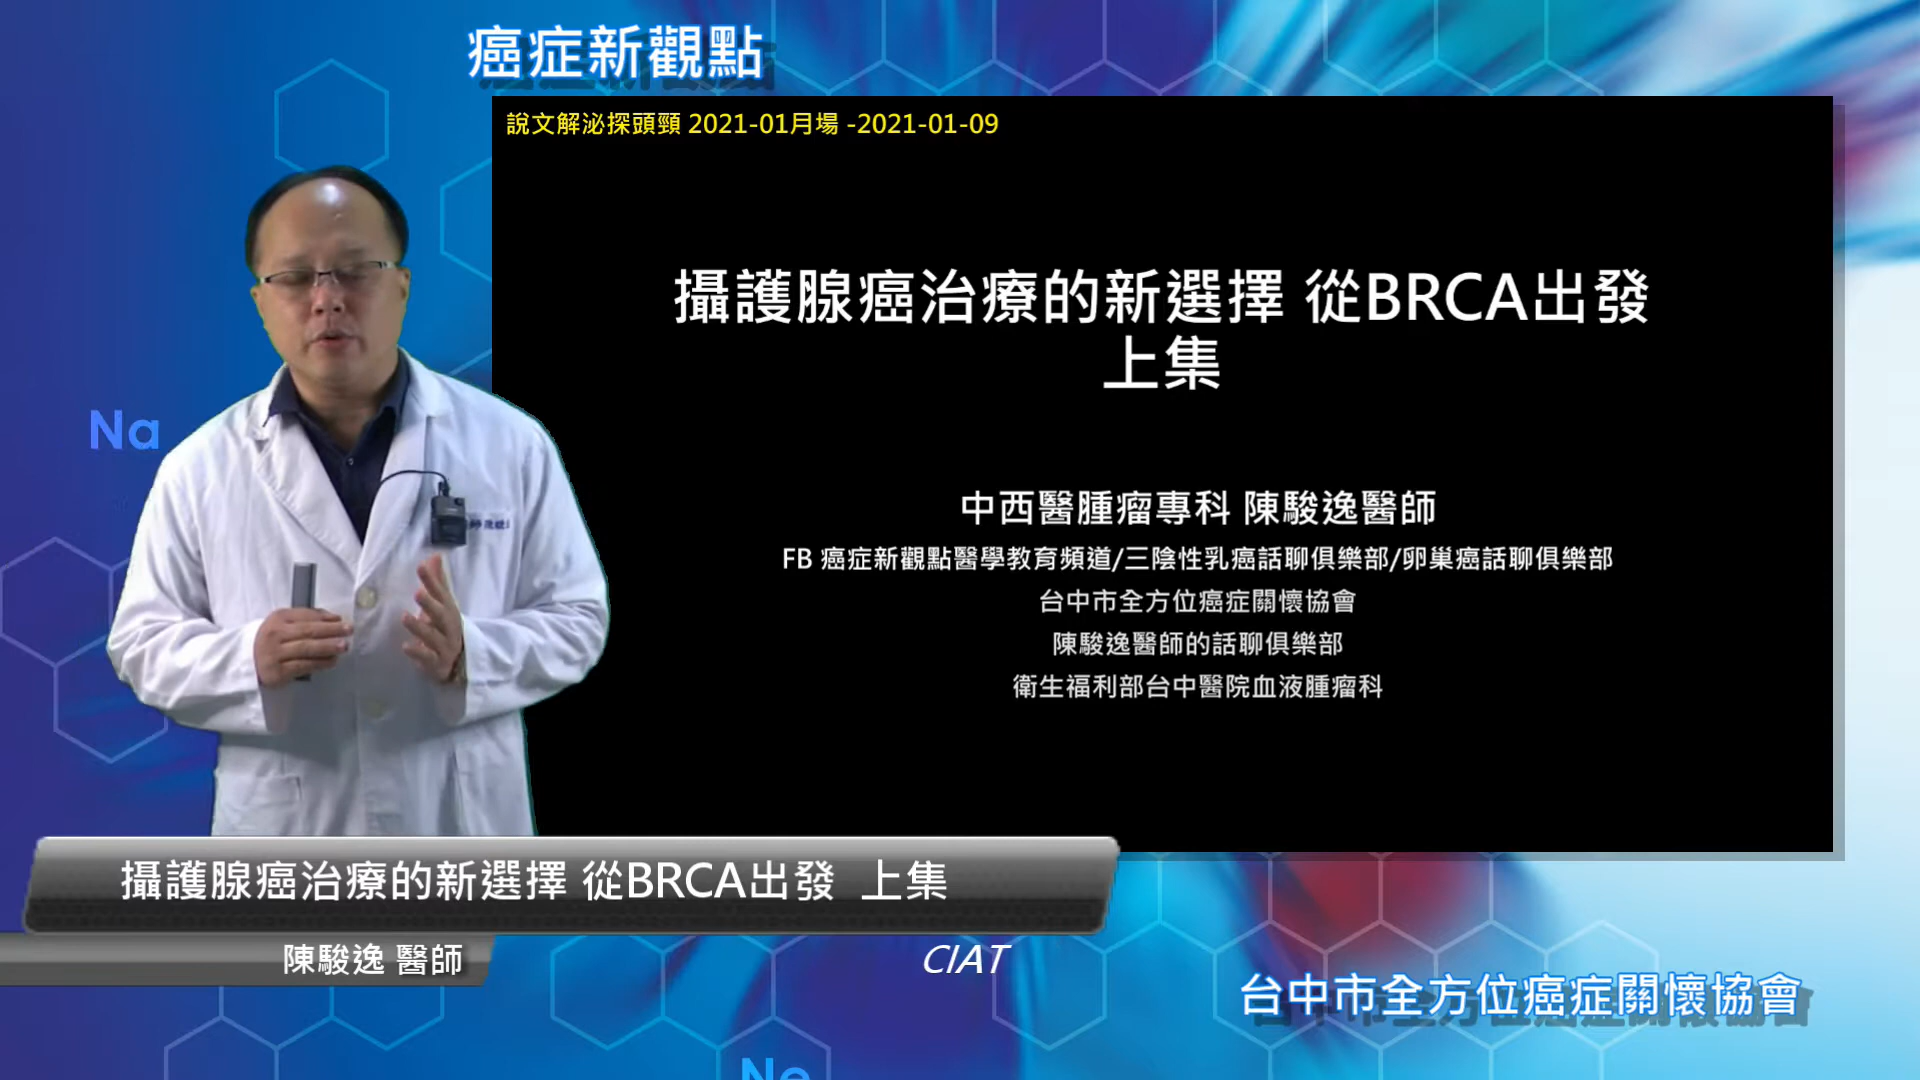 癌症新觀點
說文解泌探頭頸 2021-01月場 -2021-01-09
攝護腺癌治療的新選擇 從BRCA出發
上集
中西醫腫瘤專科 陳駿逸醫師
FB 癌症新觀點醫學教育頻道/三陰性乳癌話聊俱樂部/卵巢癌話聊俱樂部
台中市全方位癌症關懷協會
陳駿逸醫師的話聊俱樂部
衛生福利部台中醫院血液腫瘤科
Na
攝護腺癌治療的新選擇 從BRCA出發 上集
陳駿逸 醫師
CIAT
台中市全方位癌症關懷協會